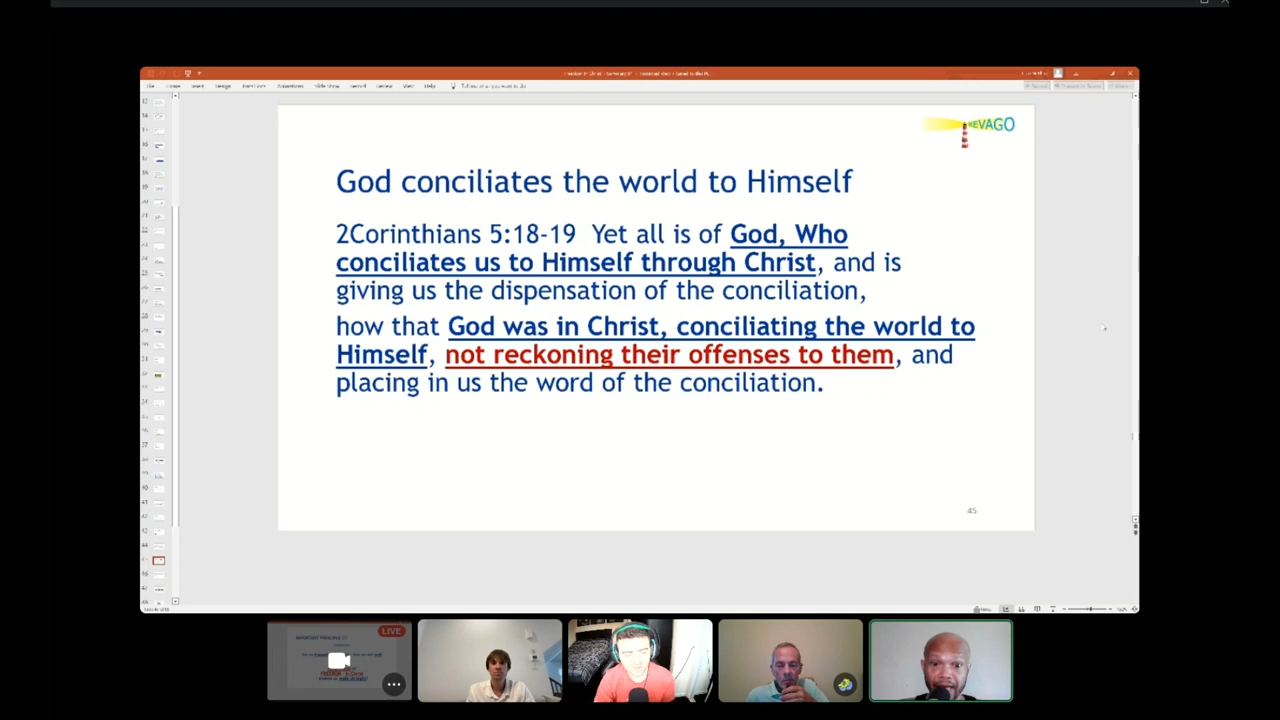 Help
KEVAGO
God conciliates the world to Himself
2Corinthians 5:18-19 Yet all is of God, Who
conciliates us to Himself through Christ, and is
giving us the dispensation of the conciliation,
how that God was in Christ, conciliating the world to
Himself, not reckoning their offenses to them, and
placing in us the word of the conciliation.
45
LIVE